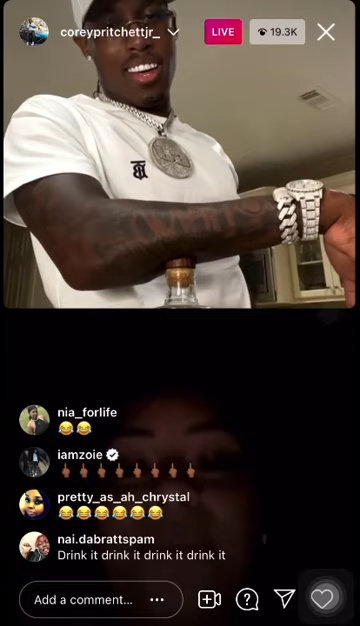 coreypritchettjr_
LIVE
19.3K
nia_forlife
😂😂
iamzoie
👆🏾👆🏾👆🏾👆🏾👆🏾👆🏾👆🏾👆🏾
pretty_as_ah_chrystal
😂😂😂😂😂😂
nai.dabrattspam
Drink it drink it drink it drink it
Add a comment...